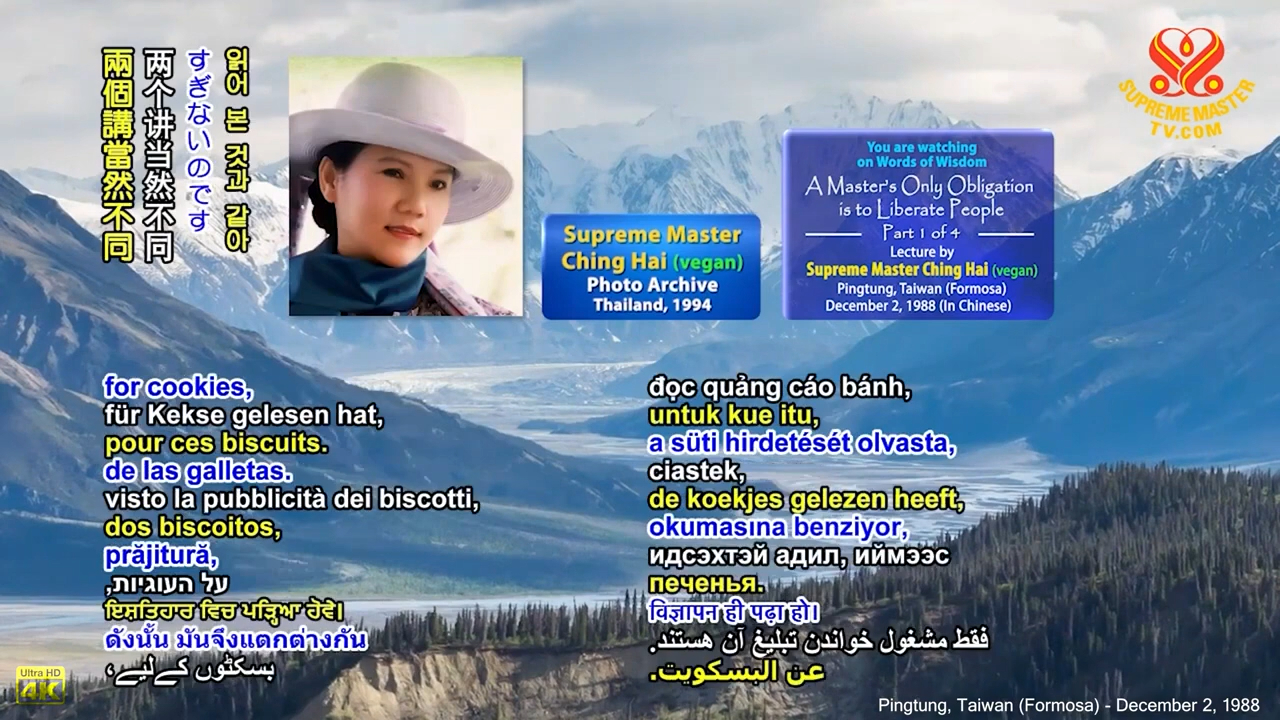 兩個講當然不同
两个讲当然不同
すぎないのです
읽어 본 것과 같아
SUPREME MASTER
TV.COM
Supreme Master
Ching Hai (vegan)
Photo Archive
Thailand, 1994
You are watching
on Words of Wisdom
A Master's Only Obligation
is to Liberate People
Part 1 of 4
Lecture by
Supreme Master Ching Hai (vegan)
Pingtung, Taiwan (Formosa)
December 2, 1988 (In Chinese)
for cookies,
für Kekse gelesen hat,
pour ces biscuits.
de las galletas.
visto la pubblicità dei biscotti,
dos biscoitos,
prăjitură,
על העוגיות,
ਇਸ਼ਤਿਹਾਰ ਵਿਚ ਪੜ੍ਹਿਆ ਹੋਵੇ।
ดังนั้น มันจึงแตกต่างกัน
بسکٹوں کے لیے،
đọc quảng cáo bánh,
untuk kue itu,
a süti hirdetését olvasta,
ciastek,
de koekjes gelezen heeft,
okumasına benziyor,
идсэхтэй адил, иймээс
печенья.
विज्ञापन ही पढ़ा हो।
فقط مشغول خواندن تبلیغ آن هستند.
عن البسكويت.
Ultra HD
4K
Pingtung, Taiwan (Formosa) - December 2, 1988